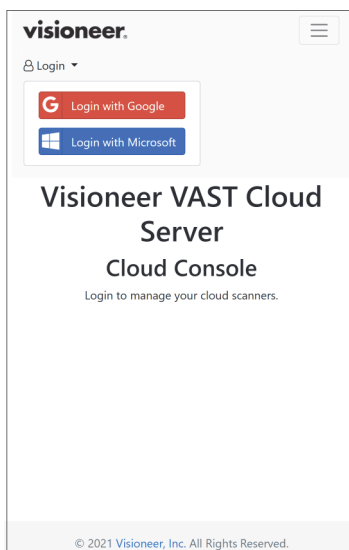 visioneer.
Login
Login with Google
Login with Microsoft
Visioneer VAST Cloud
Server
Cloud Console
Login to manage your cloud scanners.
© 2021 Visioneer, Inc. All Rights Reserved.